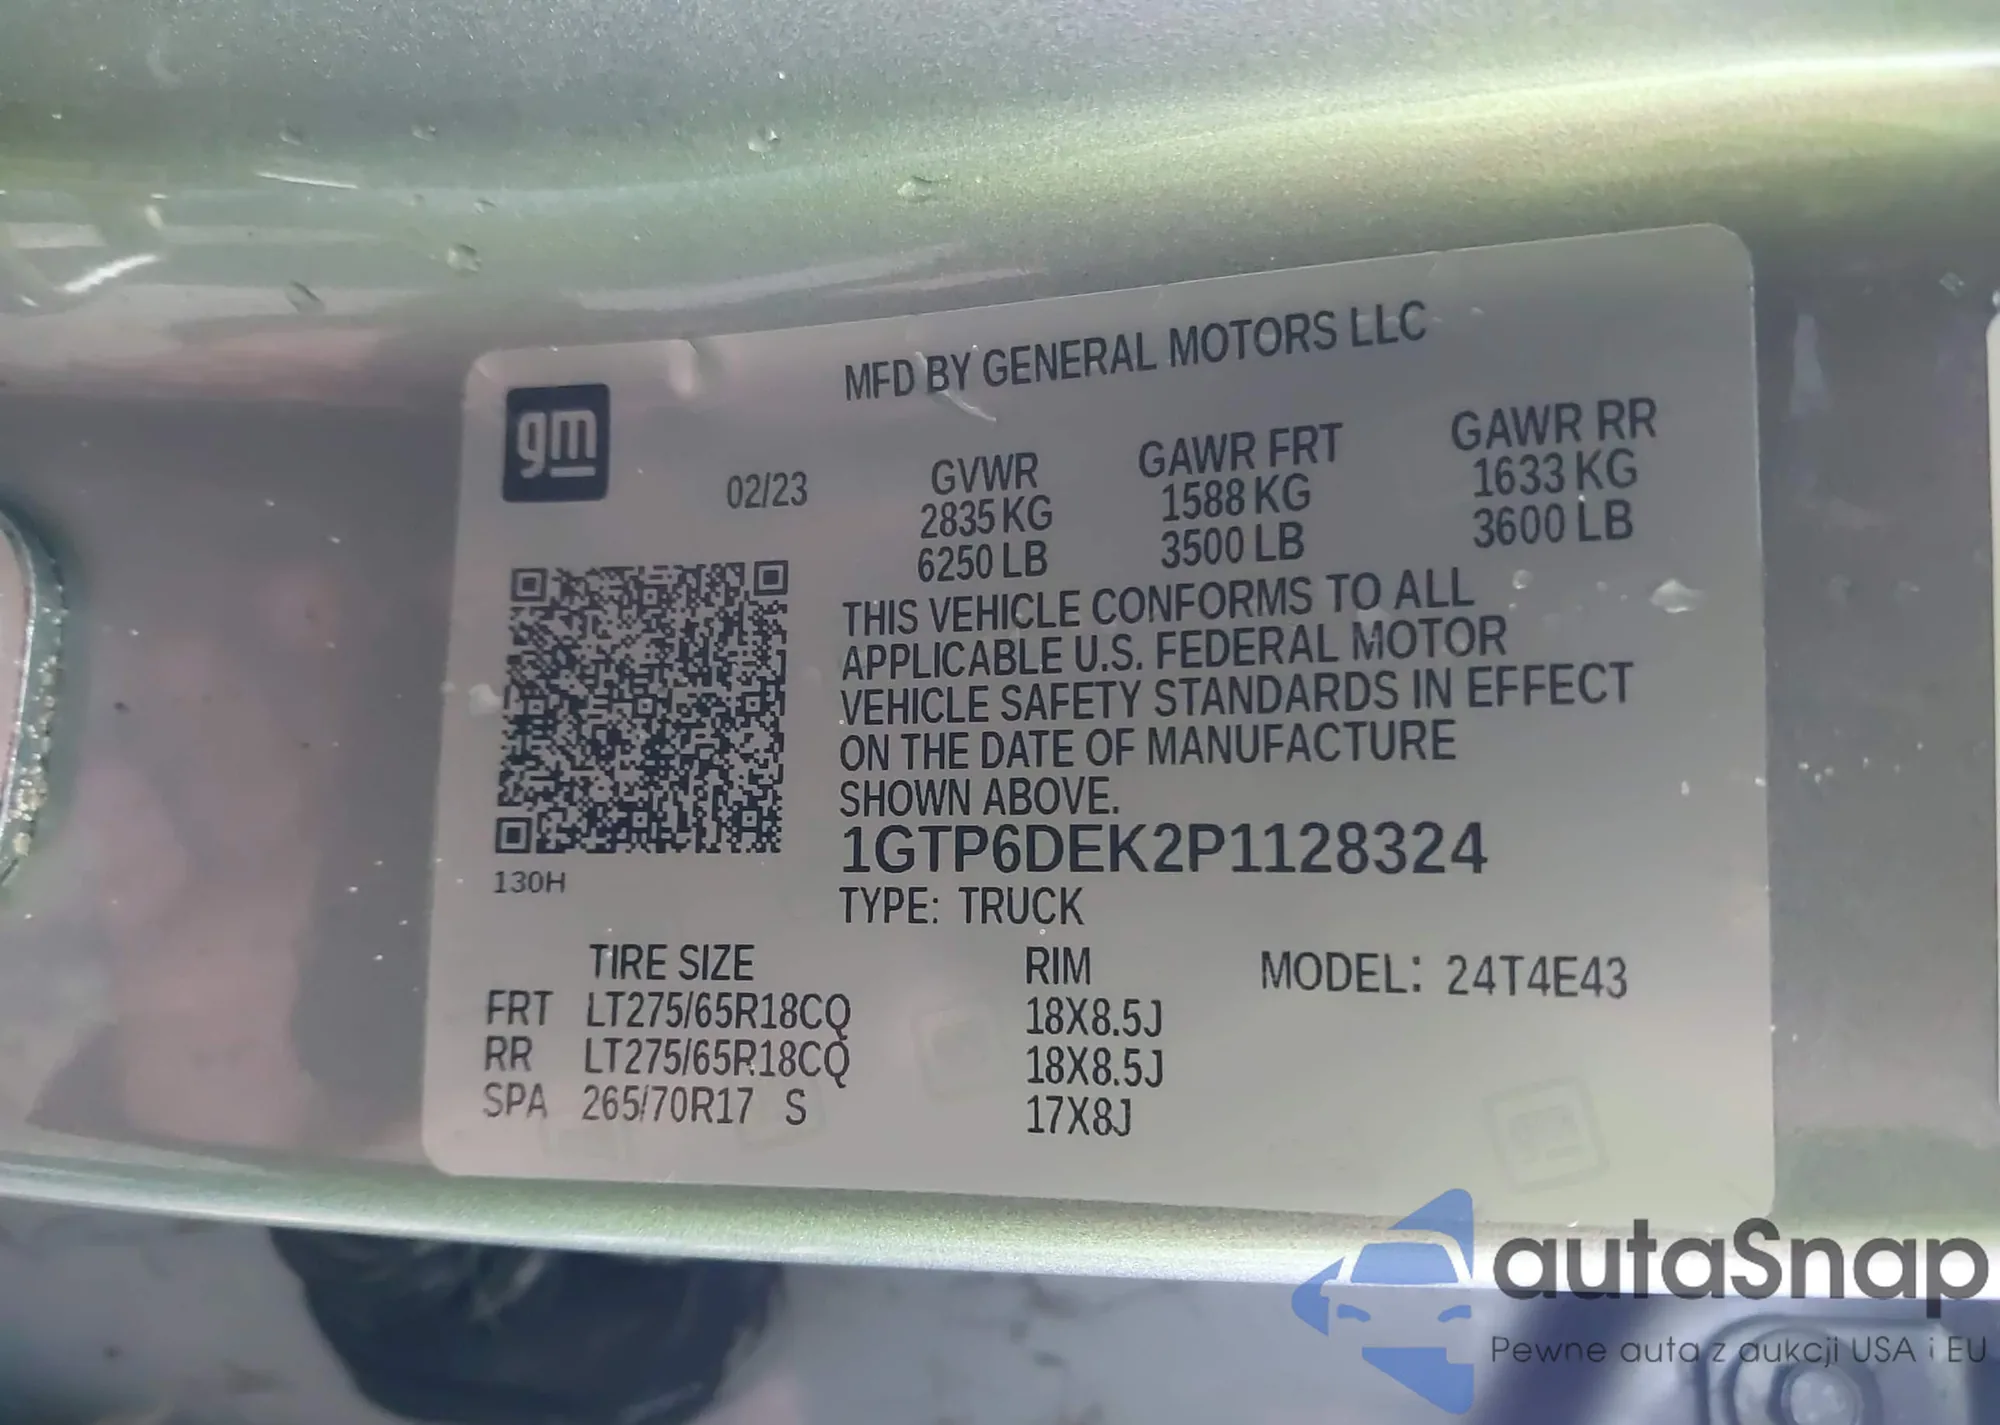 MFD BY GENERAL MOTORS LLC
gm
02/23
GVWR GAWR FRT GAWR RR
2835 KG 1588 KG 1633 KG
6250 LB 3500 LB 3600 LB
THIS VEHICLE CONFORMS TO ALL
APPLICABLE U.S. FEDERAL MOTOR
VEHICLE SAFETY STANDARDS IN EFFECT
ON THE DATE OF MANUFACTURE
SHOWN ABOVE.
1GTP6DEK2P1128324
130H
TYPE: TRUCK
TIRE SIZE RIM MODEL: 24T4E43
FRT LT275/65R18CQ 18X8.5J
RR LT275/65R18CQ 18X8.5J
SPA 265/70R17 S 17X8J
autaSnap
Pewne auta z aukcji USA i EU